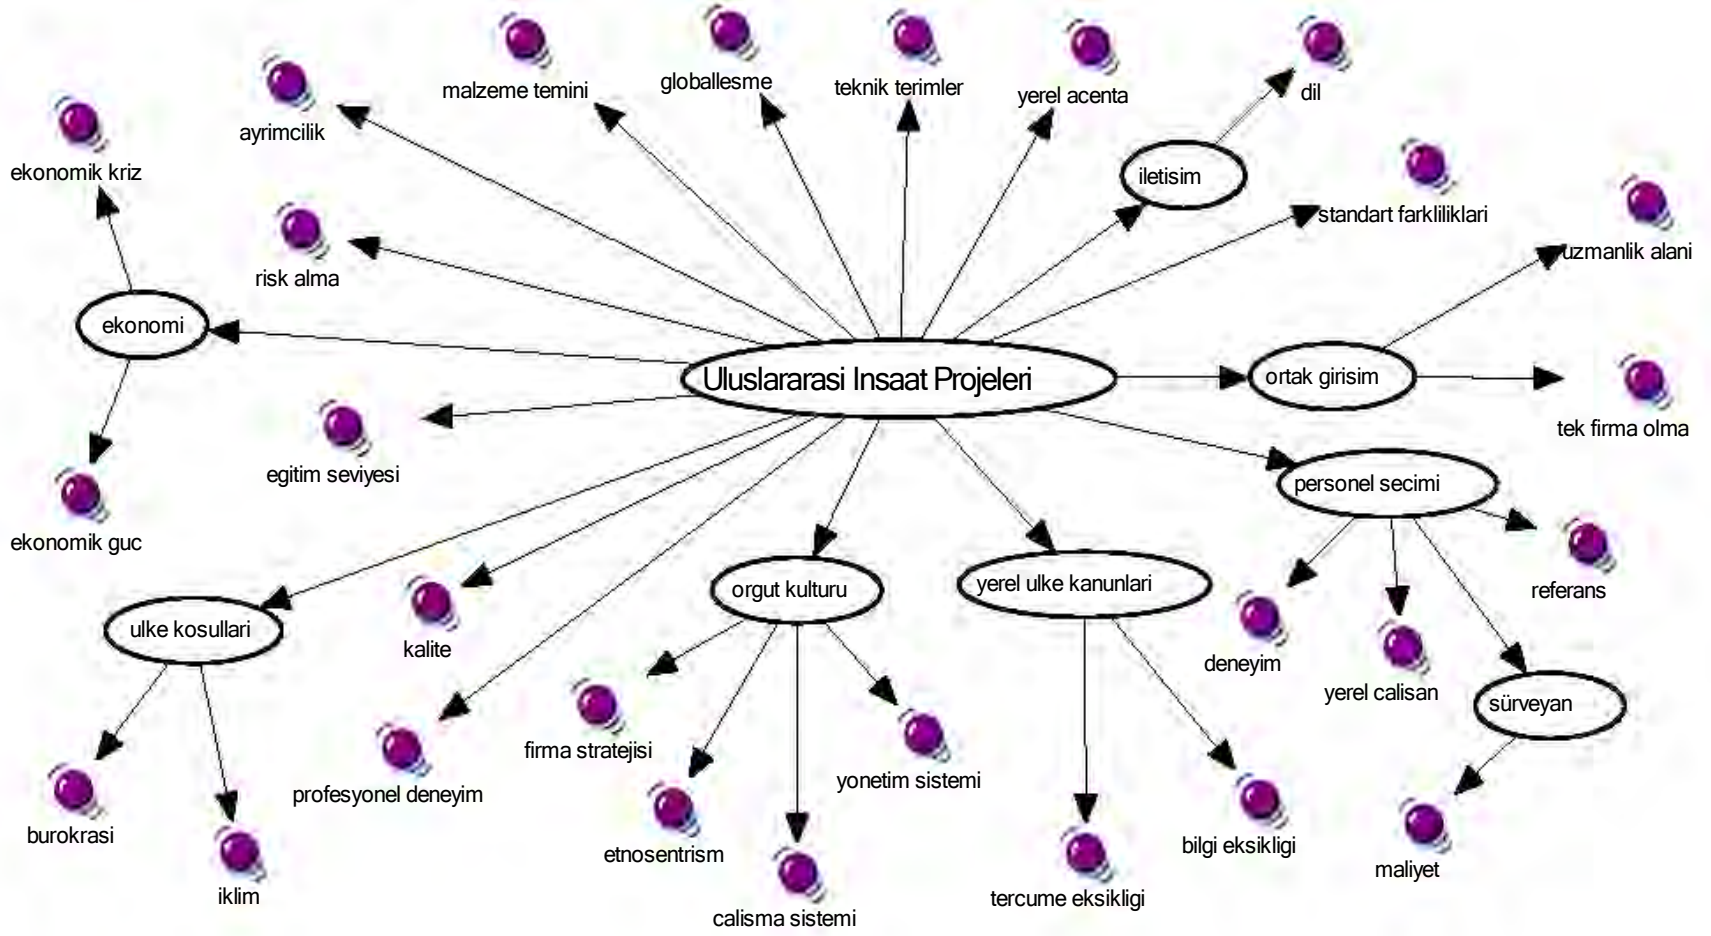 globallesme
teknik terimler
malzeme temini
yerel acenta
dil
ayrimcilik
ekonomik kriz
iletisim
standart farkliliklari
uzmanlik alani
risk alma
ekonomi
Uluslararasi Insaat Projeleri
ortak girisim
tek firma olma
egitim seviyesi
personel secimi
ekonomik guc
referans
orgut kulturu
yerel ulke kanunlari
ulke kosullari
kalite
deneyim
yerel calisan
sürveyan
firma stratejisi
yonetim sistemi
profesyonel deneyim
burokrasi
bilgi eksikligi
etnosentrism
maliyet
iklim
tercume eksikligi
calisma sistemi